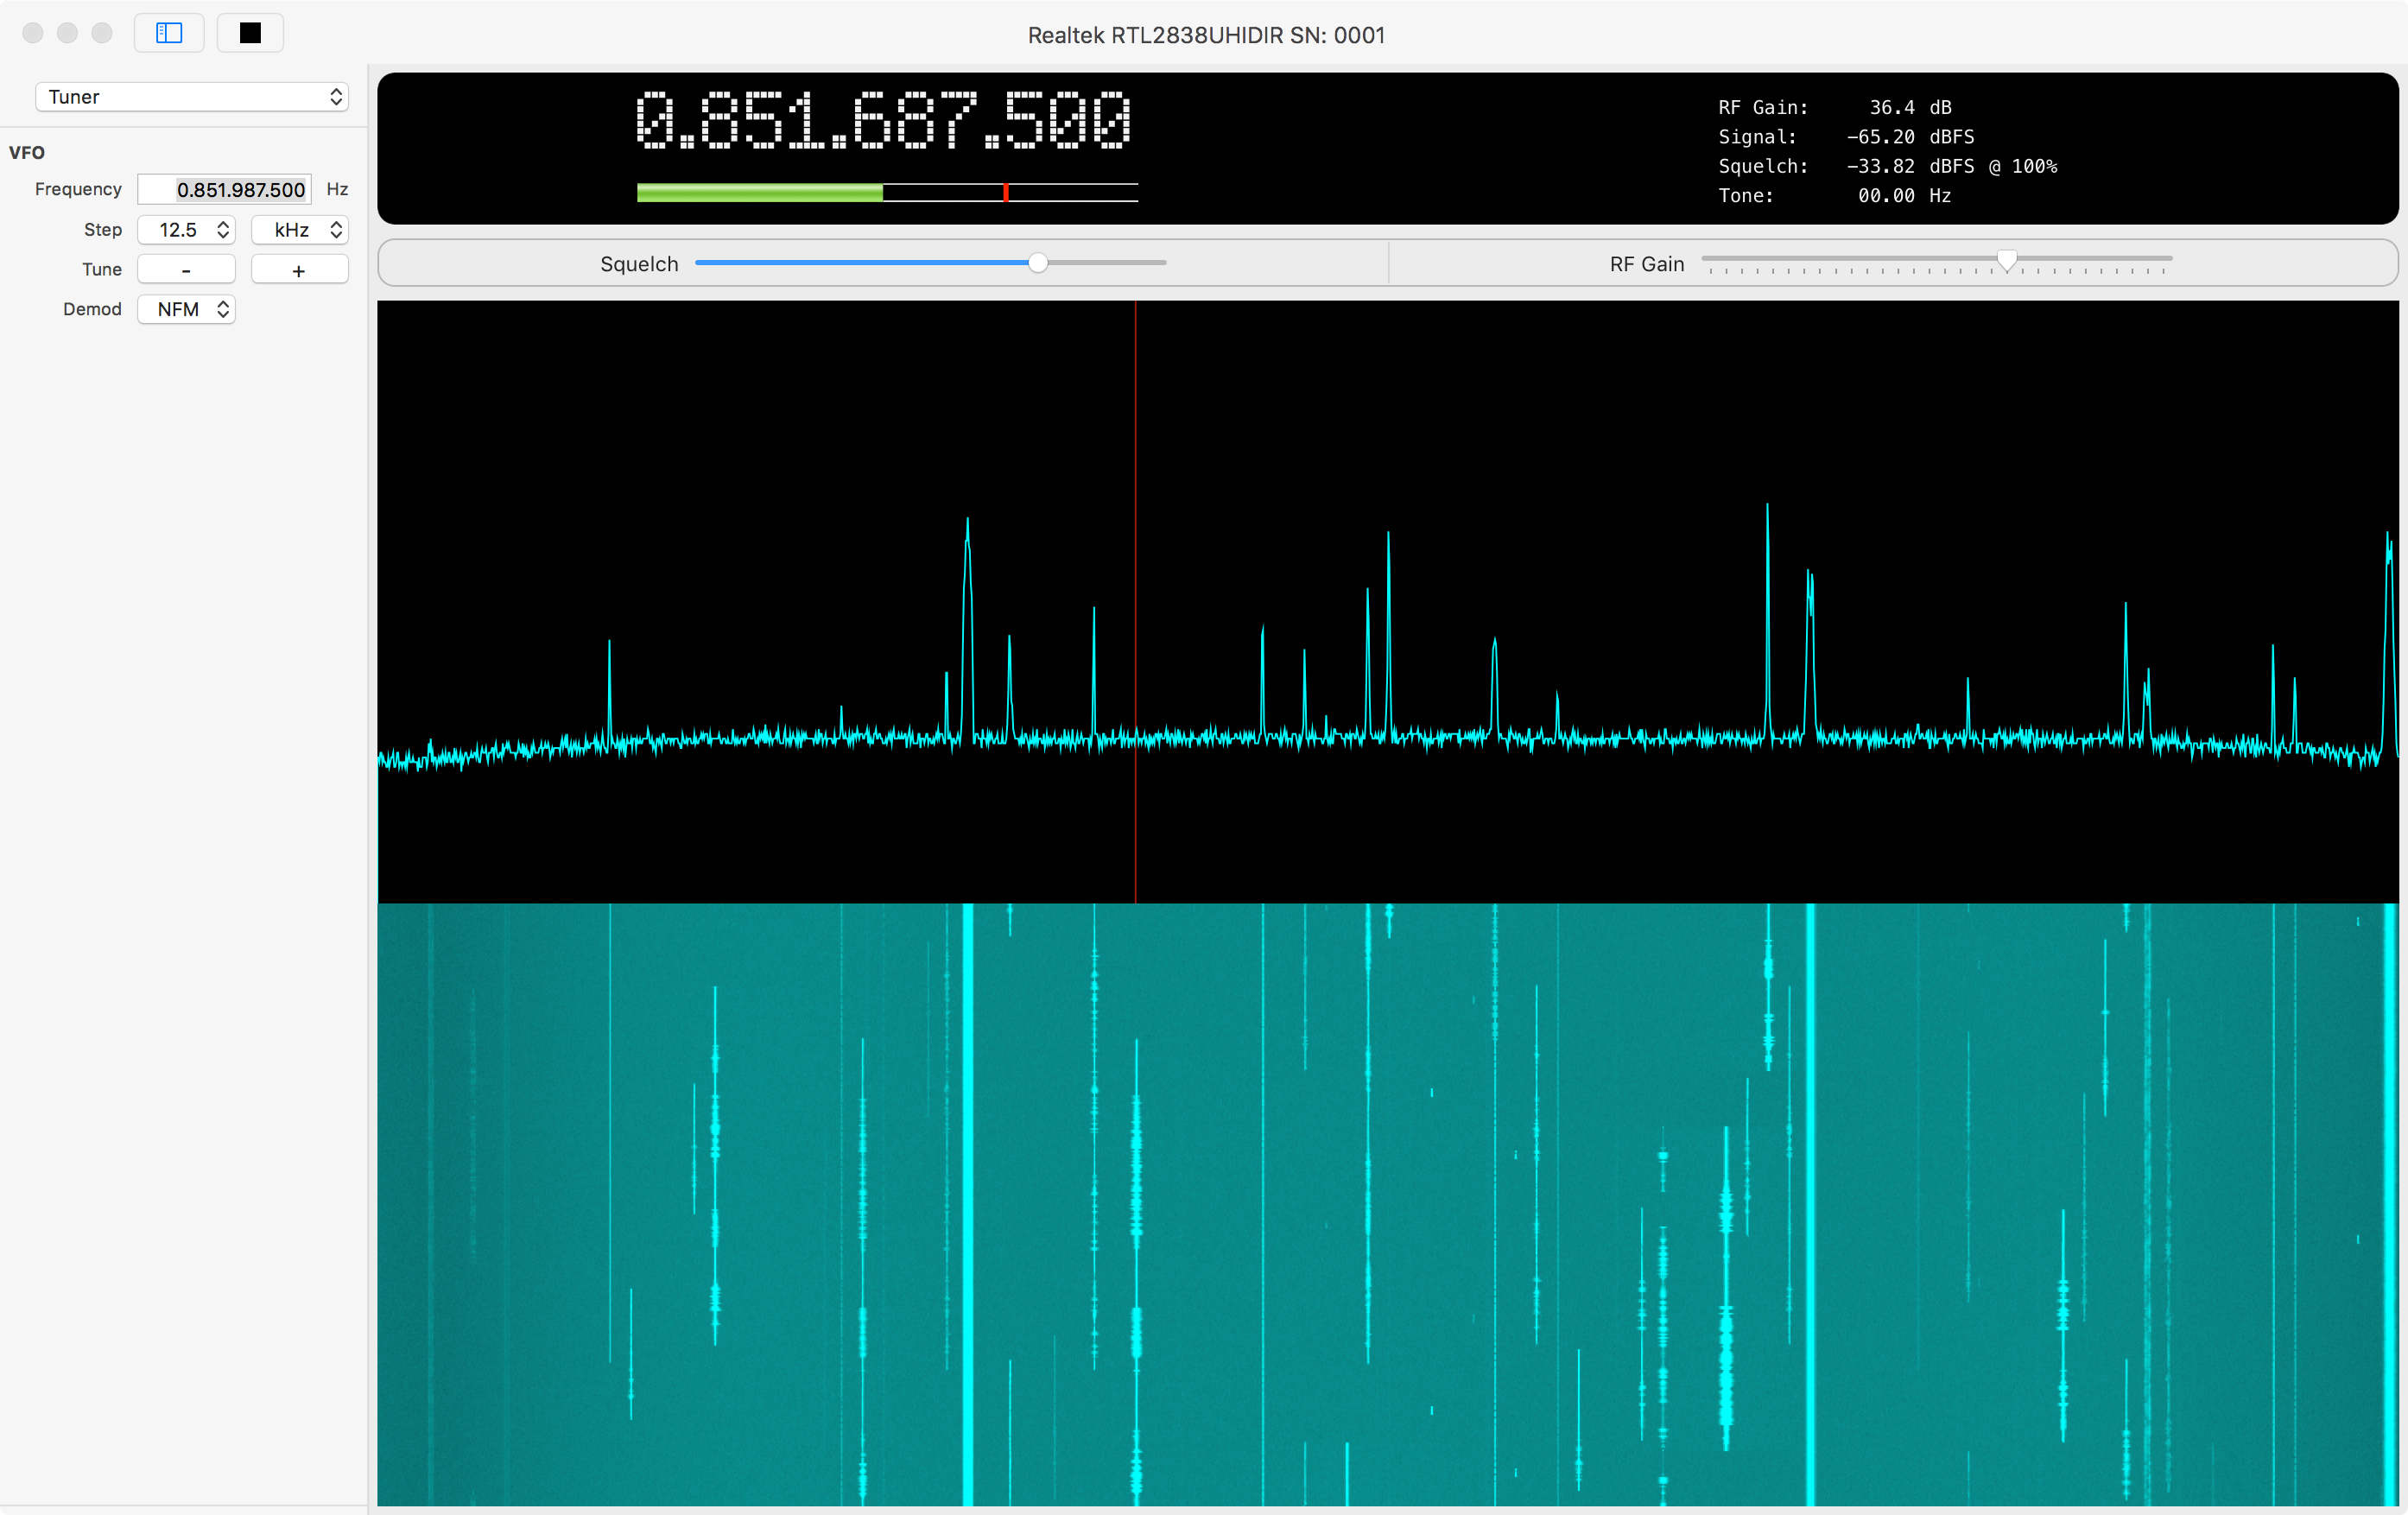 Realtek RTL2838UHIDIR SN: 0001
Tuner
VFO
Frequency 0.851.987.500 Hz
Step 12.5 kHz
Tune - +
Demod NFM
0.851.687.500
RF Gain: 36.4 dB
Signal: -65.20 dBFS
Squelch: -33.82 dBFS @ 100%
Tone: 00.00 Hz
Squelch
RF Gain